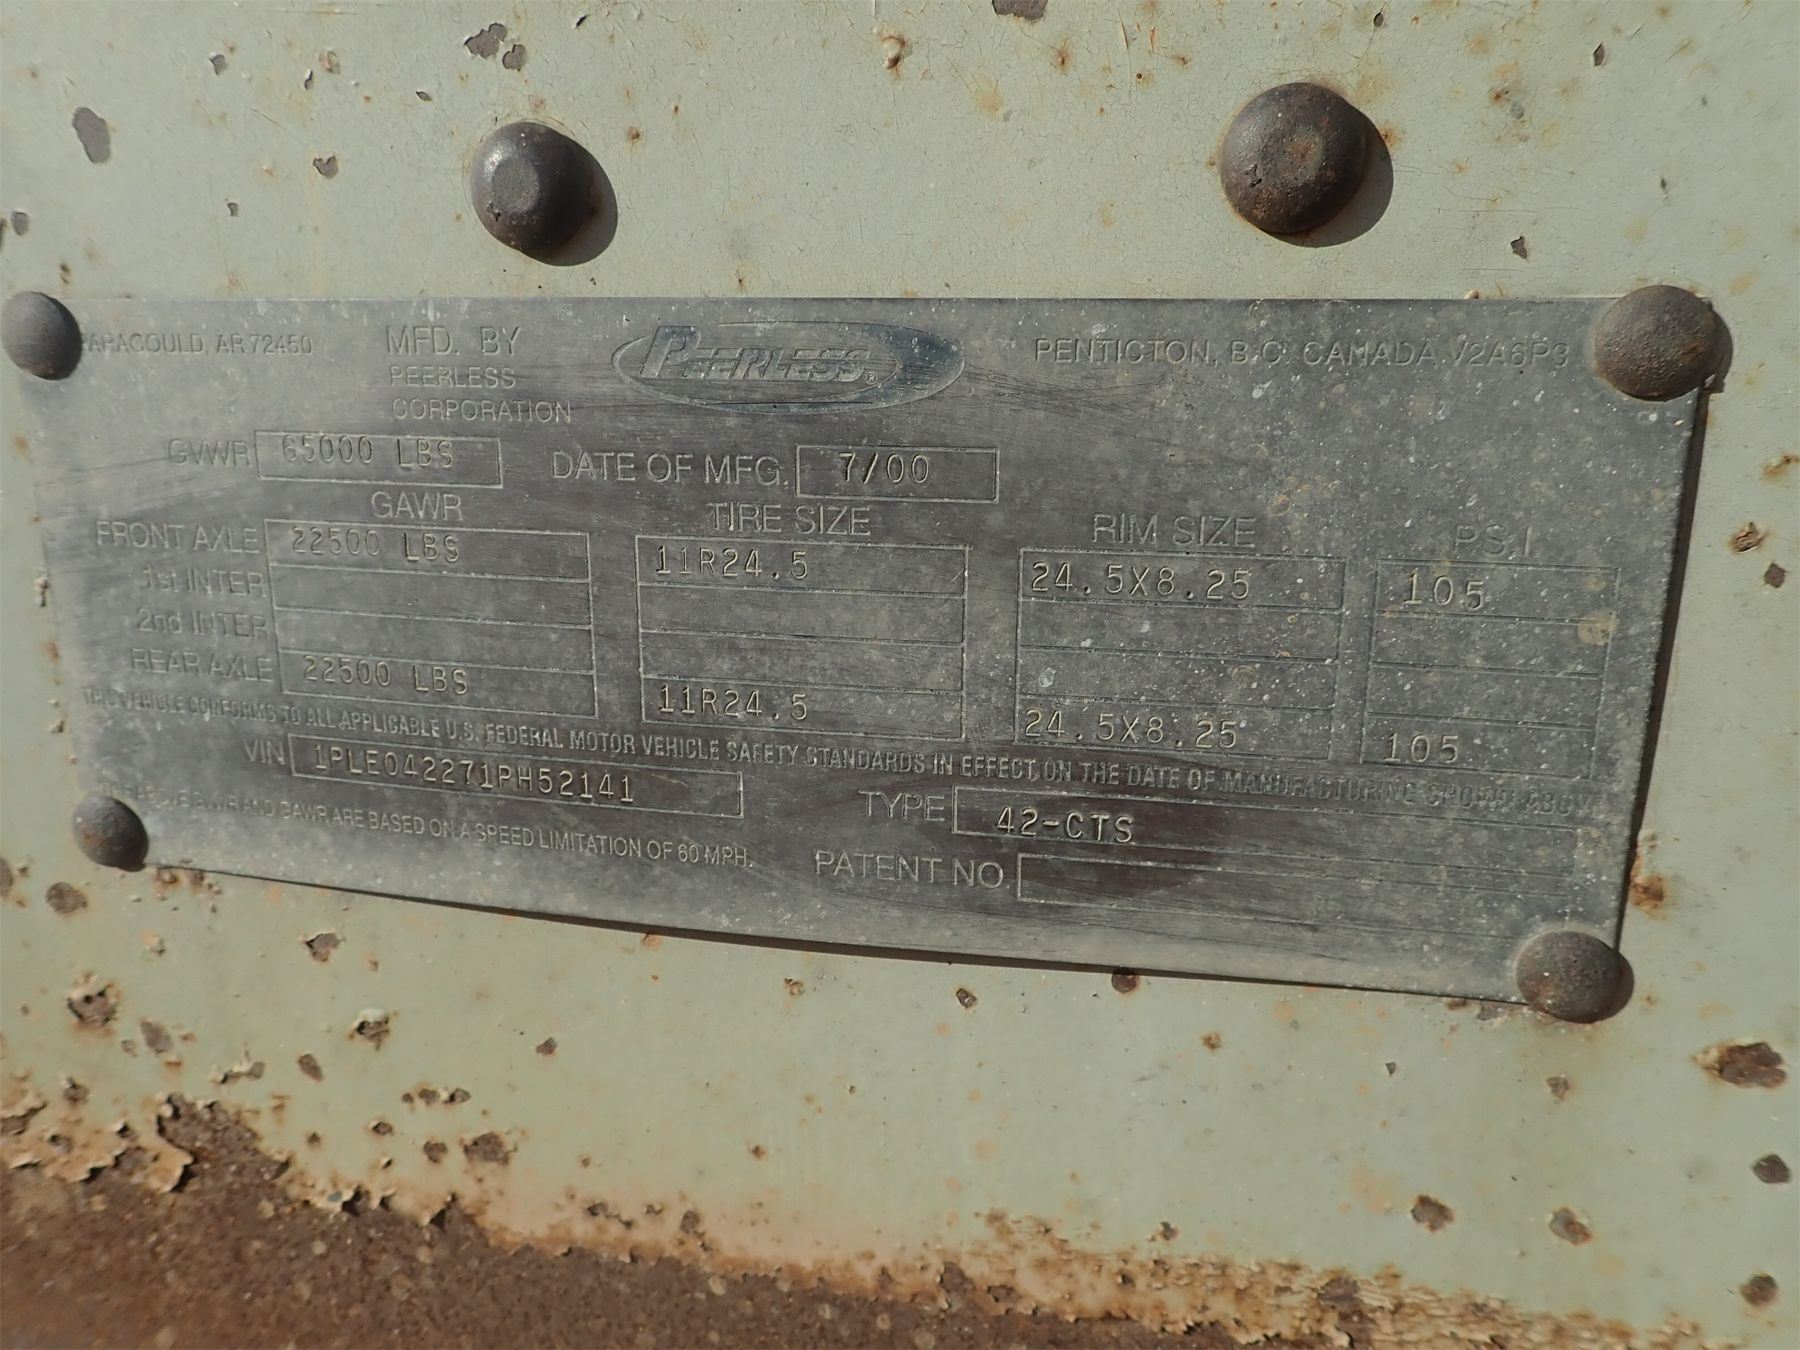 PARAGOULD, AR 72450
MFD. BY
PEERLESS
CORPORATION
PEERLESS ®
PENTICTON, B.C. CANADA V2A6P3
GVWR 65000 LBS
DATE OF MFG. 7/00
GAWR TIRE SIZE RIM SIZE P.S.I.
FRONT AXLE 22500 LBS 11R24.5 24.5X8.25 105
1st INTER
2nd INTER
REAR AXLE 22500 LBS 11R24.5 24.5X8.25 105
THIS VEHICLE CONFORMS TO ALL APPLICABLE U.S. FEDERAL MOTOR VEHICLE SAFETY STANDARDS IN EFFECT ON THE DATE OF MANUFACTURING SHOWN ABOV
VIN 1PLE042271PH52141
TYPE 42-CTS
THE ABOVE GVWR AND GAWR ARE BASED ON A SPEED LIMITATION OF 60 MPH.
PATENT NO.